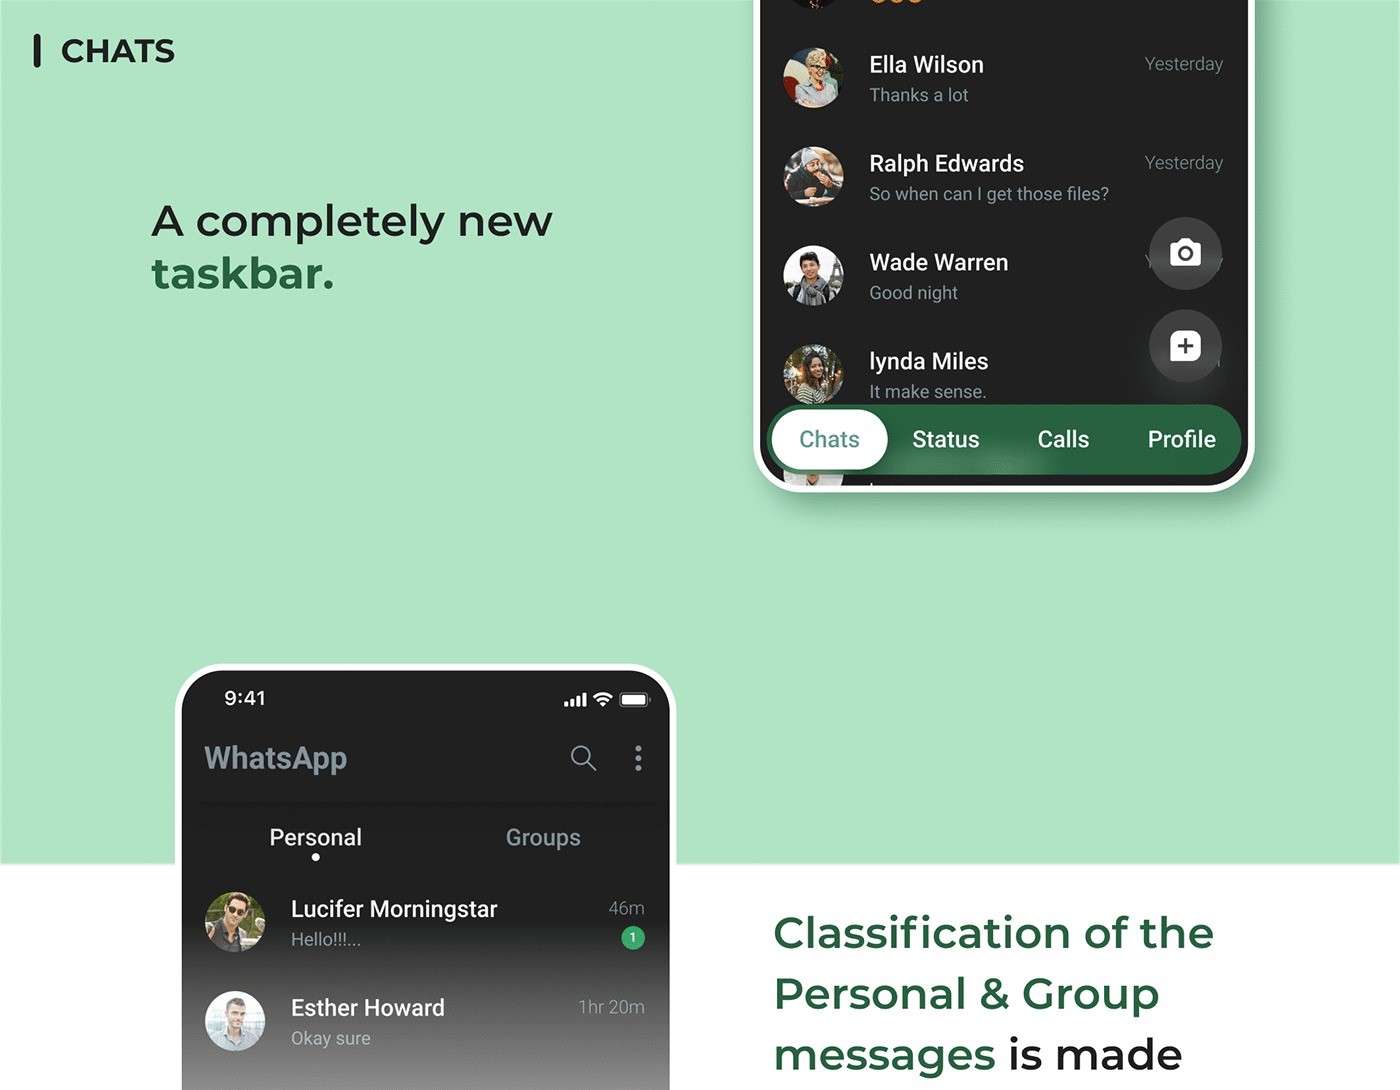 CHATS
A completely new
taskbar.
Ella Wilson
Yesterday
Thanks a lot
Ralph Edwards
Yesterday
So when can I get those files?
Wade Warren
Good night
lynda Miles
It make sense.
Chats
Status
Calls
Profile
9:41
WhatsApp
Personal
Groups
Lucifer Morningstar
46m
Hello!!!...
1
Esther Howard
1hr 20m
Okay sure
Classification of the
Personal & Group
messages is made